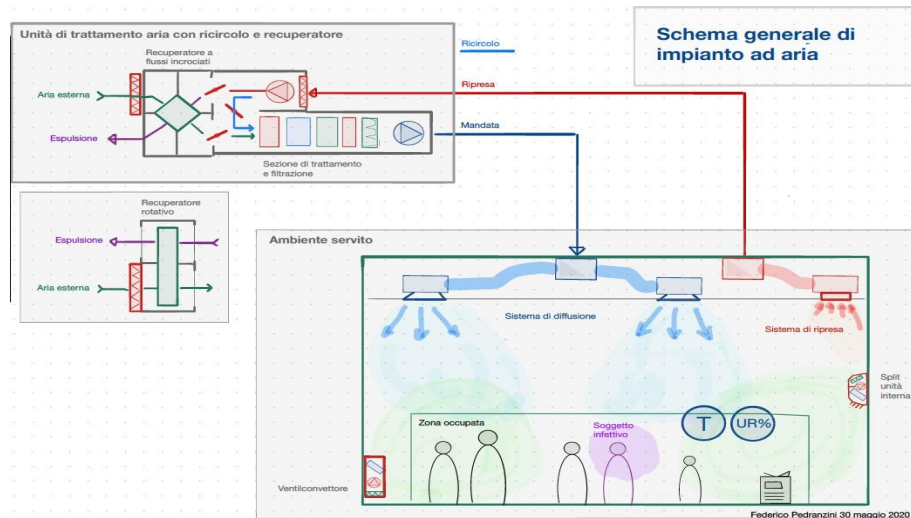 Unità di trattamento aria con ricircolo e recuperatore
Schema generale di
impianto ad aria
Recuperatore a
flussi incrociati
Ricircolo
Aria esterna
Ripresa
Espulsione
Mandata
Sezione di trattamento
e filtrazione
Recuperatore
rotativo
Espulsione
Aria esterna
Ambiente servito
Sistema di diffusione
Sistema di ripresa
Split
unità
interna
Zona occupata
Soggetto
infettivo
T
UR%
Ventilconvettore
Federico Pedranzini 30 maggio 2020